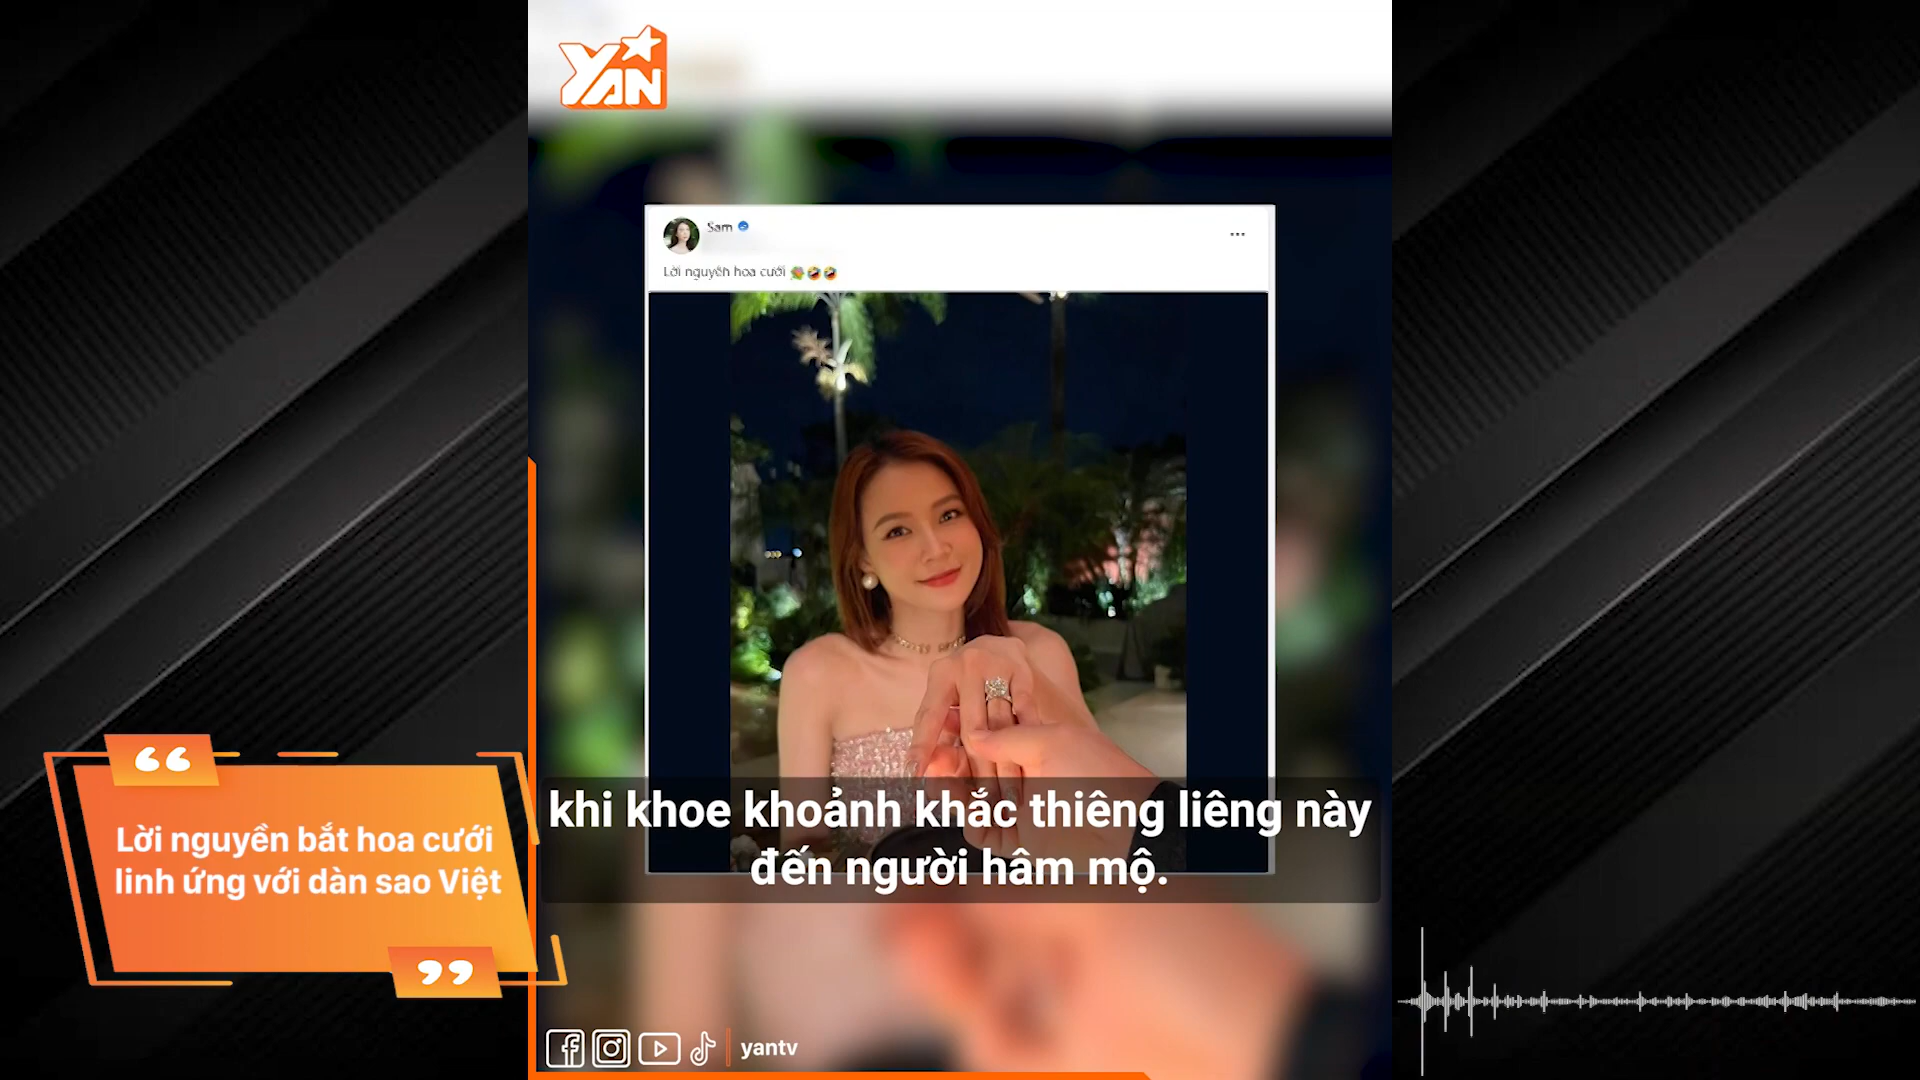 YAN
Sam
Lời nguyền hoa cưới
khi khoe khoảnh khắc thiêng liêng này
đến người hâm mộ.
Lời nguyền bắt hoa cưới
linh ứng với dàn sao Việt
yantv